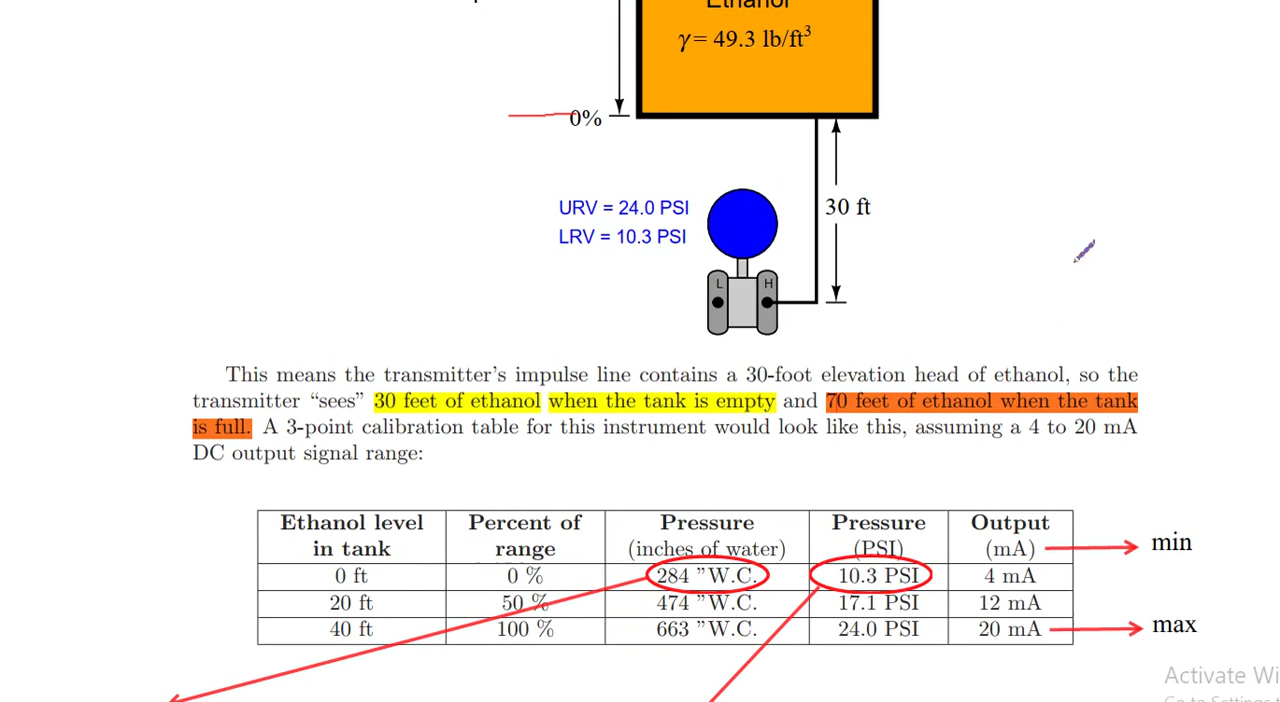 Ethanol
γ = 49.3 lb/ft³
0%
URV = 24.0 PSI
LRV = 10.3 PSI
30 ft
L H
This means the transmitter's impulse line contains a 30-foot elevation head of ethanol, so the
transmitter “sees” 30 feet of ethanol when the tank is empty and 70 feet of ethanol when the tank
is full. A 3-point calibration table for this instrument would look like this, assuming a 4 to 20 mA
DC output signal range:
Ethanol level Percent of Pressure Pressure Output
in tank range (inches of water) (PSI) (mA) min
0 ft 0 % 284 ”W.C. 10.3 PSI 4 mA
20 ft 50 % 474 ”W.C. 17.1 PSI 12 mA
40 ft 100 % 663 ”W.C. 24.0 PSI 20 mA max
Activate Wi